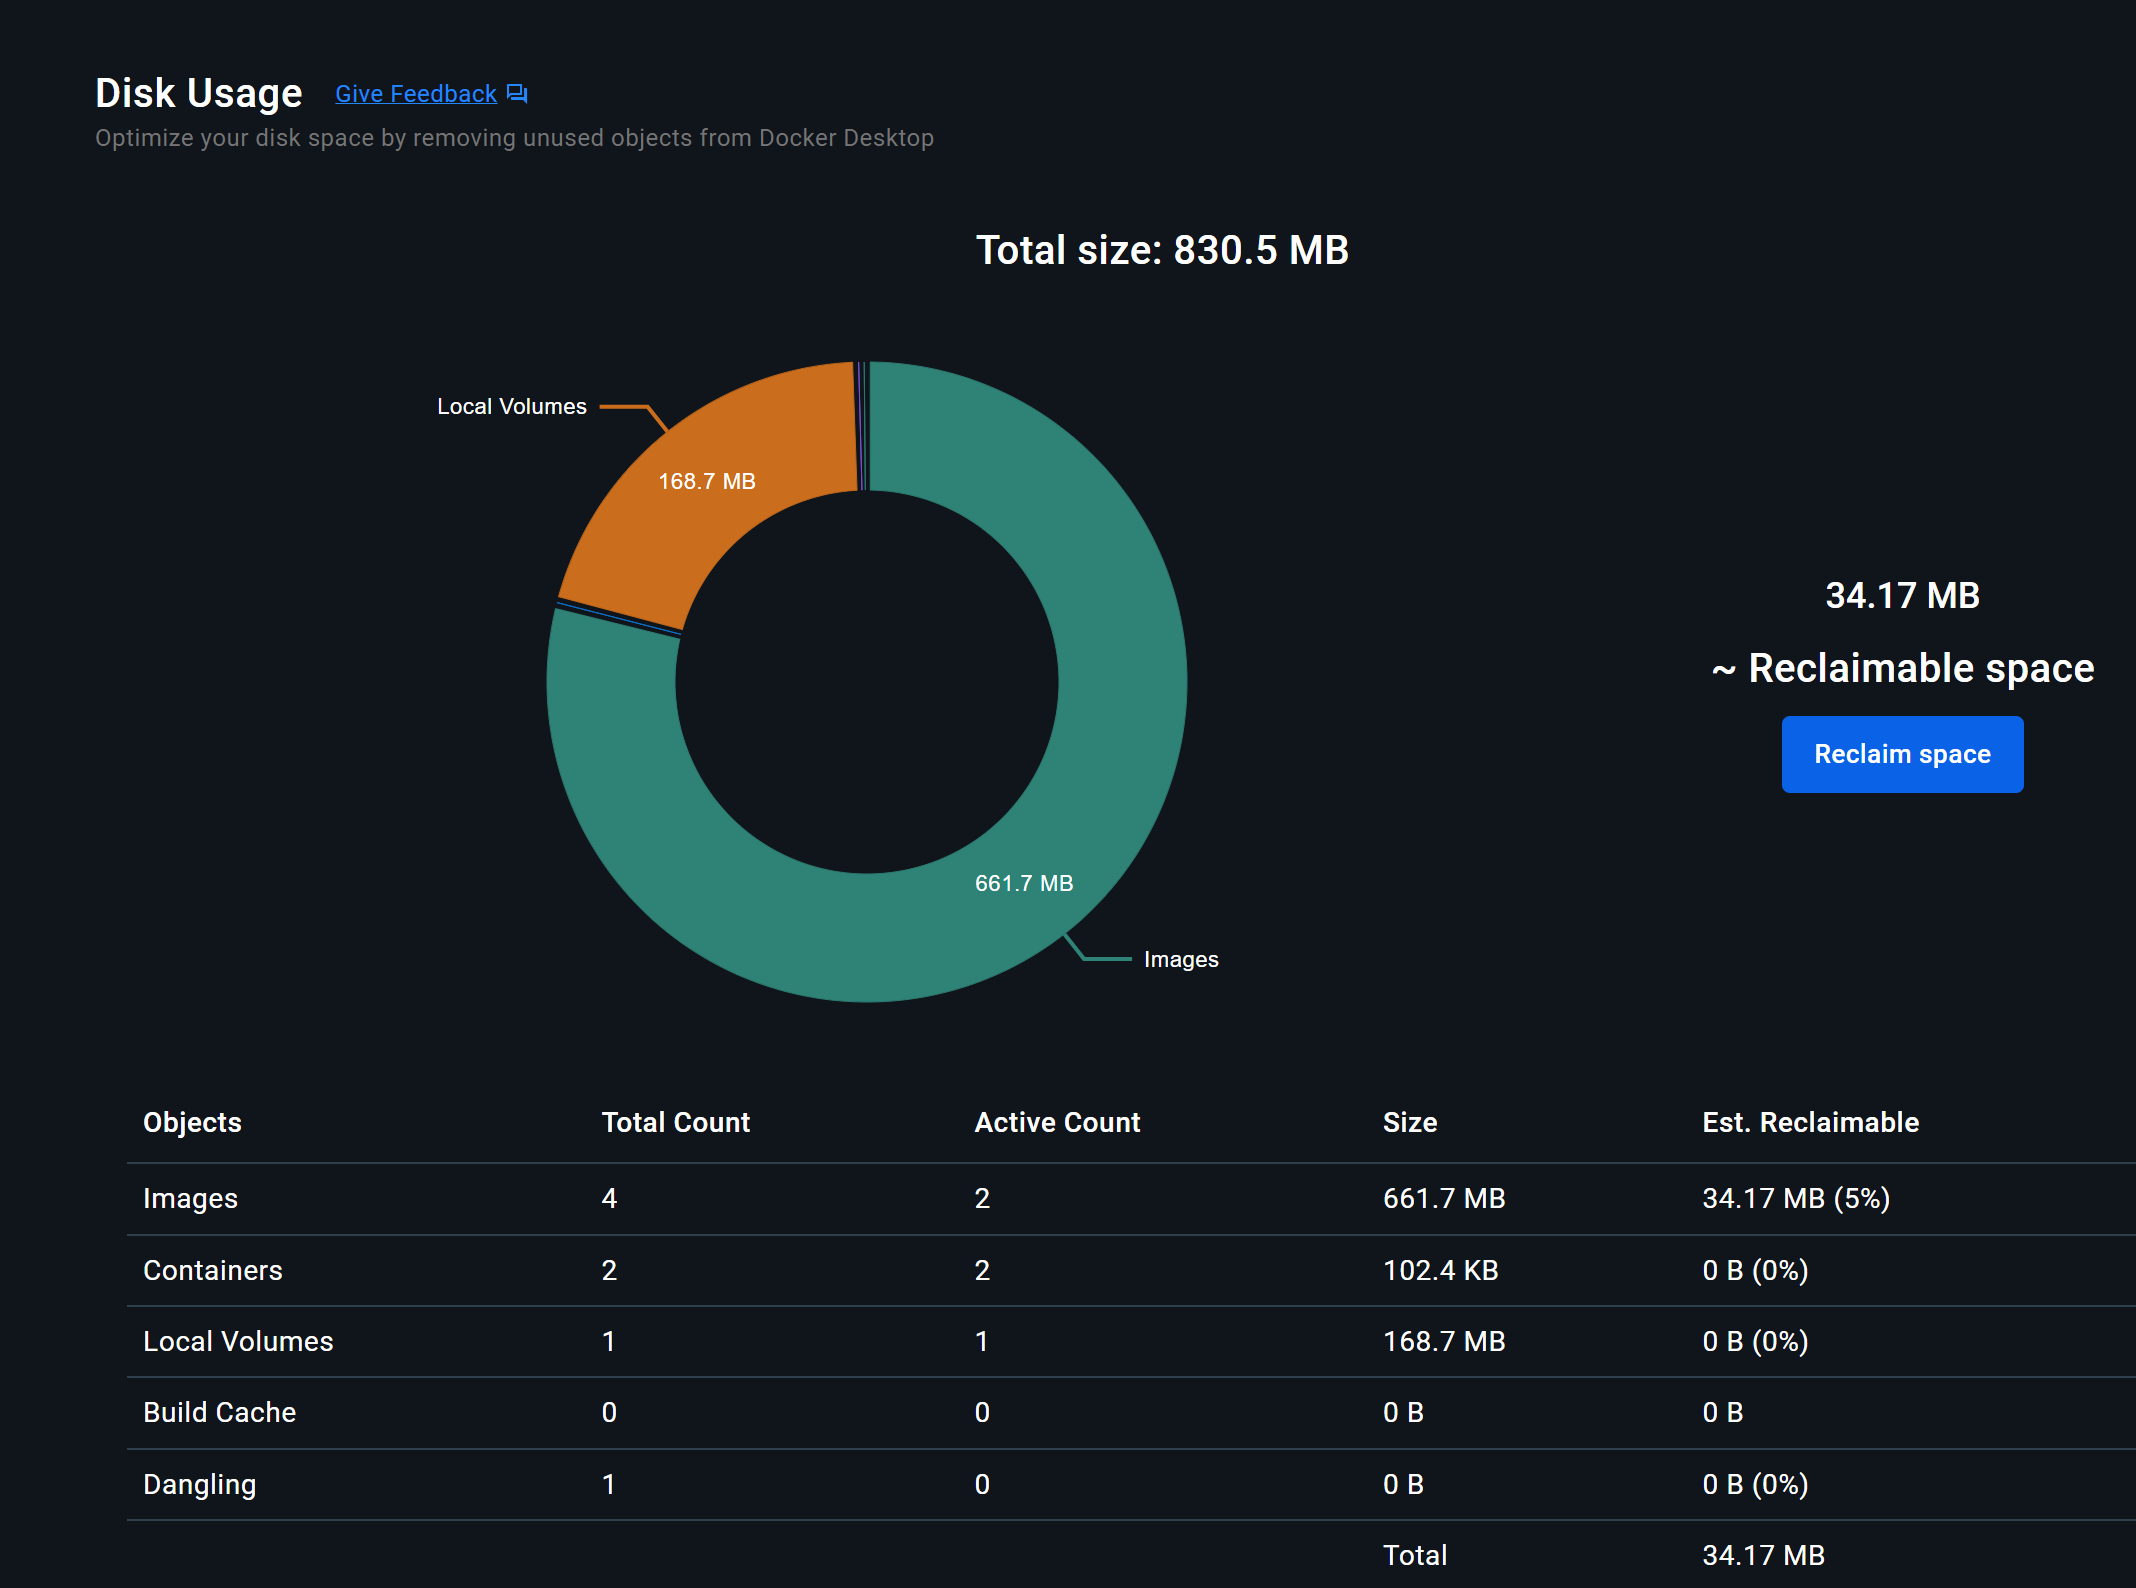 Disk Usage Give Feedback
Optimize your disk space by removing unused objects from Docker Desktop
Total size: 830.5 MB
Local Volumes
168.7 MB
34.17 MB
~ Reclaimable space
Reclaim space
661.7 MB
Images
Objects Total Count Active Count Size Est. Reclaimable
Images 4 2 661.7 MB 34.17 MB (5%)
Containers 2 2 102.4 KB 0 B (0%)
Local Volumes 1 1 168.7 MB 0 B (0%)
Build Cache 0 0 0 B 0 B
Dangling 1 0 0 B 0 B (0%)
Total 34.17 MB